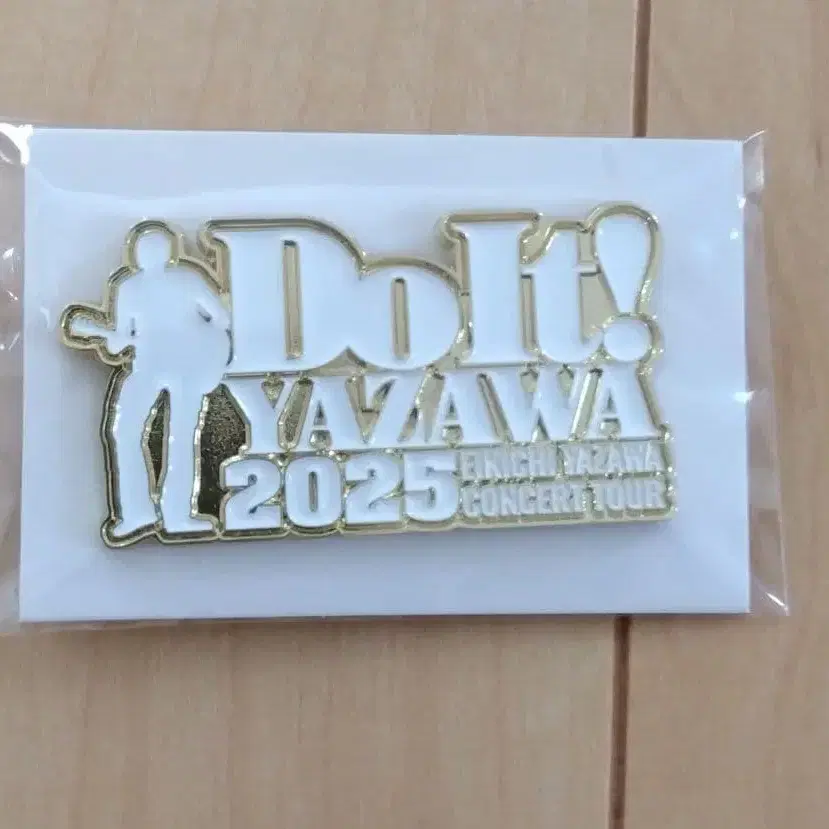 Do It!
YAZAWA
2025
EIKICHI YAZAWA
CONCERT TOUR